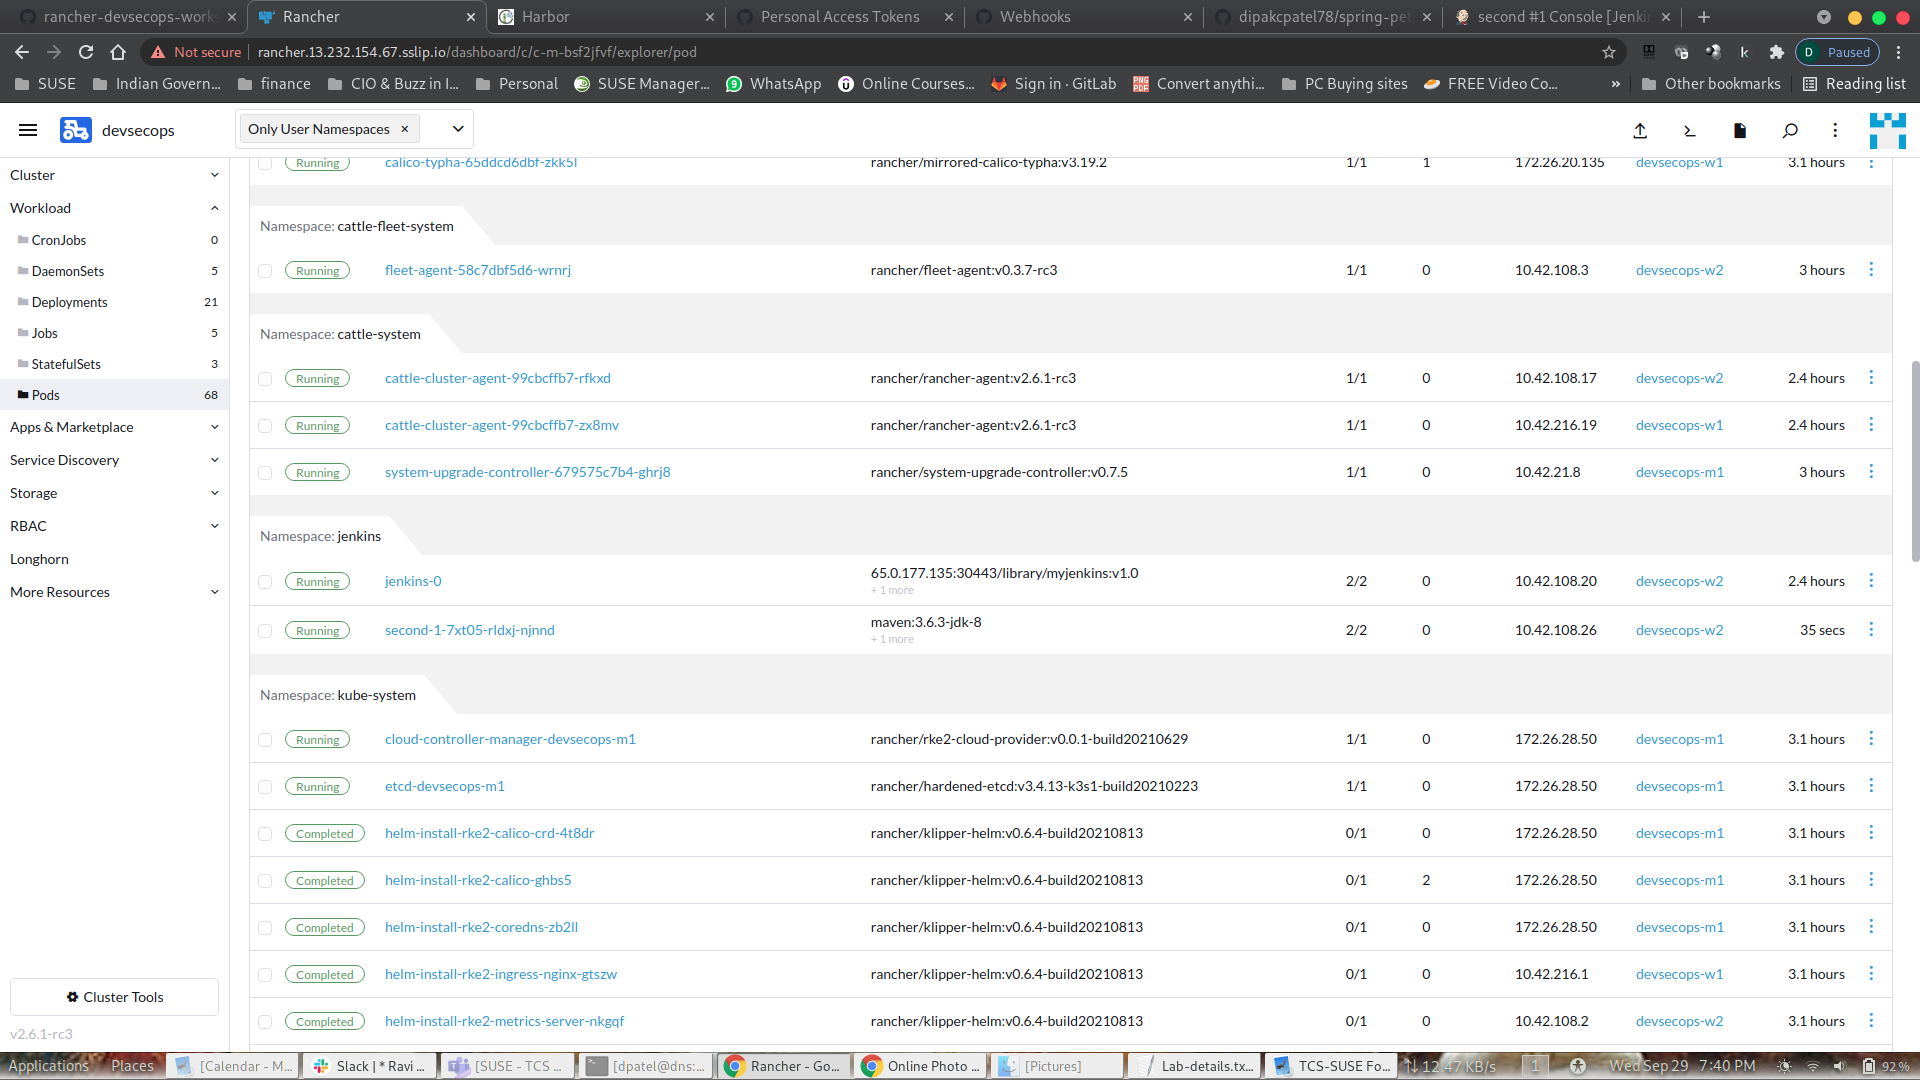 rancher-devsecops-works
Rancher
Harbor
Personal Access Tokens
Webhooks
dipakcpatel78/spring-pet
second #1 Console [Jenki
Not secure
rancher.13.232.154.67.sslip.io/dashboard/c/c-m-bsf2jfvf/explorer/pod
D Paused
SUSE
Indian Govern...
finance
CIO & Buzz in I...
Personal
SUSE Manager...
WhatsApp
Online Courses...
Sign in · GitLab
Convert anythi...
PC Buying sites
FREE Video Co...
»
Other bookmarks
Reading list
devsecops
Only User Namespaces ×
Cluster
Workload
CronJobs 0
DaemonSets 5
Deployments 21
Jobs 5
StatefulSets 3
Pods 68
Apps & Marketplace
Service Discovery
Storage
RBAC
Longhorn
More Resources
Cluster Tools
v2.6.1-rc3
Running calico-typha-65ddcd6dbf-zkk5l rancher/mirrored-calico-typha:v3.19.2 1/1 1 172.26.20.135 devsecops-w1 3.1 hours
Namespace: cattle-fleet-system
Running fleet-agent-58c7dbf5d6-wrnrj rancher/fleet-agent:v0.3.7-rc3 1/1 0 10.42.108.3 devsecops-w2 3 hours
Namespace: cattle-system
Running cattle-cluster-agent-99cbcffb7-rfkxd rancher/rancher-agent:v2.6.1-rc3 1/1 0 10.42.108.17 devsecops-w2 2.4 hours
Running cattle-cluster-agent-99cbcffb7-zx8mv rancher/rancher-agent:v2.6.1-rc3 1/1 0 10.42.216.19 devsecops-w1 2.4 hours
Running system-upgrade-controller-679575c7b4-ghrj8 rancher/system-upgrade-controller:v0.7.5 1/1 0 10.42.21.8 devsecops-m1 3 hours
Namespace: jenkins
Running jenkins-0 65.0.177.135:30443/library/myjenkins:v1.0 2/2 0 10.42.108.20 devsecops-w2 2.4 hours
+ 1 more
Running second-1-7xt05-rldxj-njnnd maven:3.6.3-jdk-8 2/2 0 10.42.108.26 devsecops-w2 35 secs
+ 1 more
Namespace: kube-system
Running cloud-controller-manager-devsecops-m1 rancher/rke2-cloud-provider:v0.0.1-build20210629 1/1 0 172.26.28.50 devsecops-m1 3.1 hours
Running etcd-devsecops-m1 rancher/hardened-etcd:v3.4.13-k3s1-build20210223 1/1 0 172.26.28.50 devsecops-m1 3.1 hours
Completed helm-install-rke2-calico-crd-4t8dr rancher/klipper-helm:v0.6.4-build20210813 0/1 0 172.26.28.50 devsecops-m1 3.1 hours
Completed helm-install-rke2-calico-ghbs5 rancher/klipper-helm:v0.6.4-build20210813 0/1 2 172.26.28.50 devsecops-m1 3.1 hours
Completed helm-install-rke2-coredns-zb2ll rancher/klipper-helm:v0.6.4-build20210813 0/1 0 172.26.28.50 devsecops-m1 3.1 hours
Completed helm-install-rke2-ingress-nginx-gtszw rancher/klipper-helm:v0.6.4-build20210813 0/1 0 10.42.216.1 devsecops-w1 3.1 hours
Completed helm-install-rke2-metrics-server-nkgqf rancher/klipper-helm:v0.6.4-build20210813 0/1 0 10.42.108.2 devsecops-w2 3.1 hours
Applications
Places
[Calendar - M...
Slack | * Ravi ...
[SUSE - TCS ...
[dpatel@dns:...
Rancher - Go...
Online Photo ...
[Pictures]
Lab-details.tx...
TCS-SUSE Fo...
12.47 KB/s
1
Wed Sep 29 7:40 PM
92 %